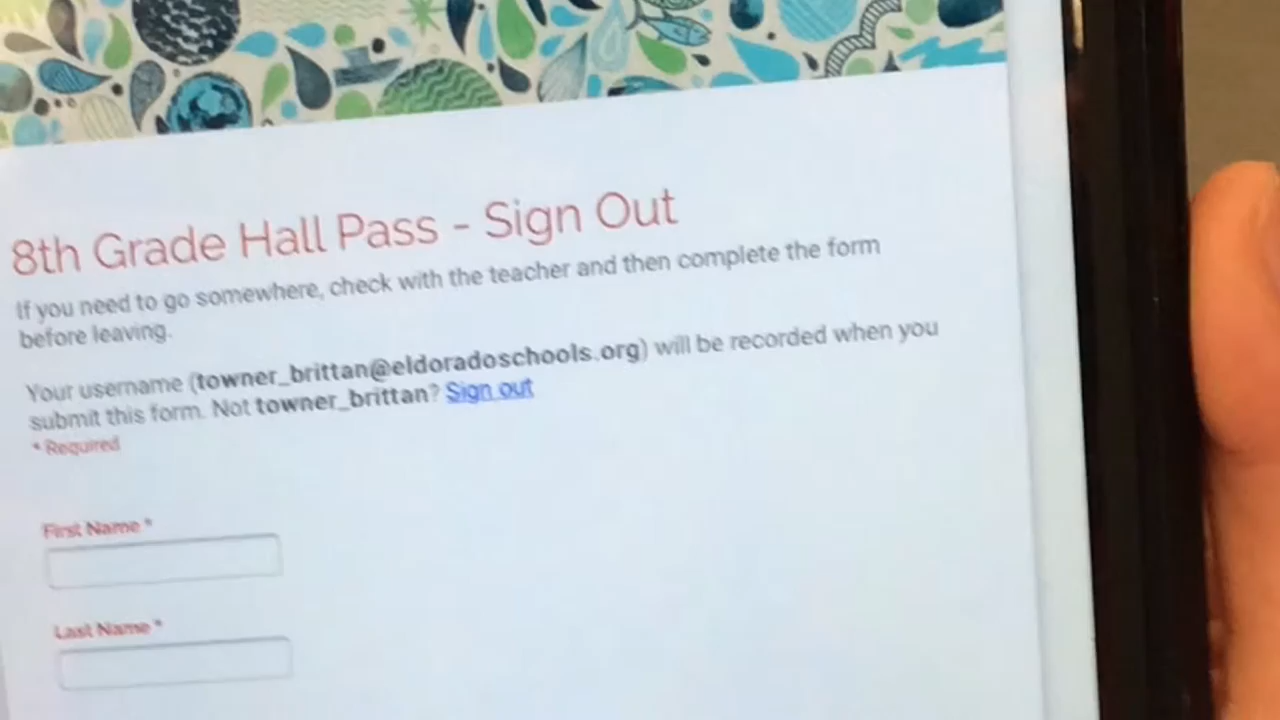 8th Grade Hall Pass - Sign Out
If you need to go somewhere, check with the teacher and then complete the form
before leaving.
Your username (towner_brittan@eldoradoschools.org) will be recorded when you
submit this form. Not towner_brittan? Sign out
* Required
First Name *
Last Name *